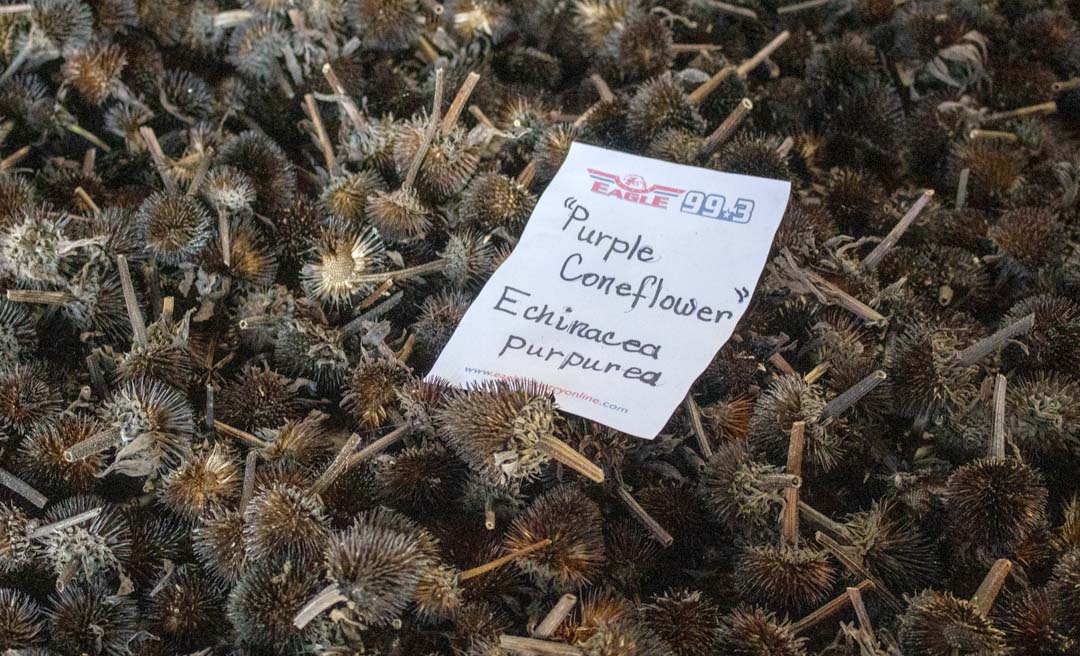 EAGLE 99.3
"Purple
Coneflower"
Echinacea
purpurea